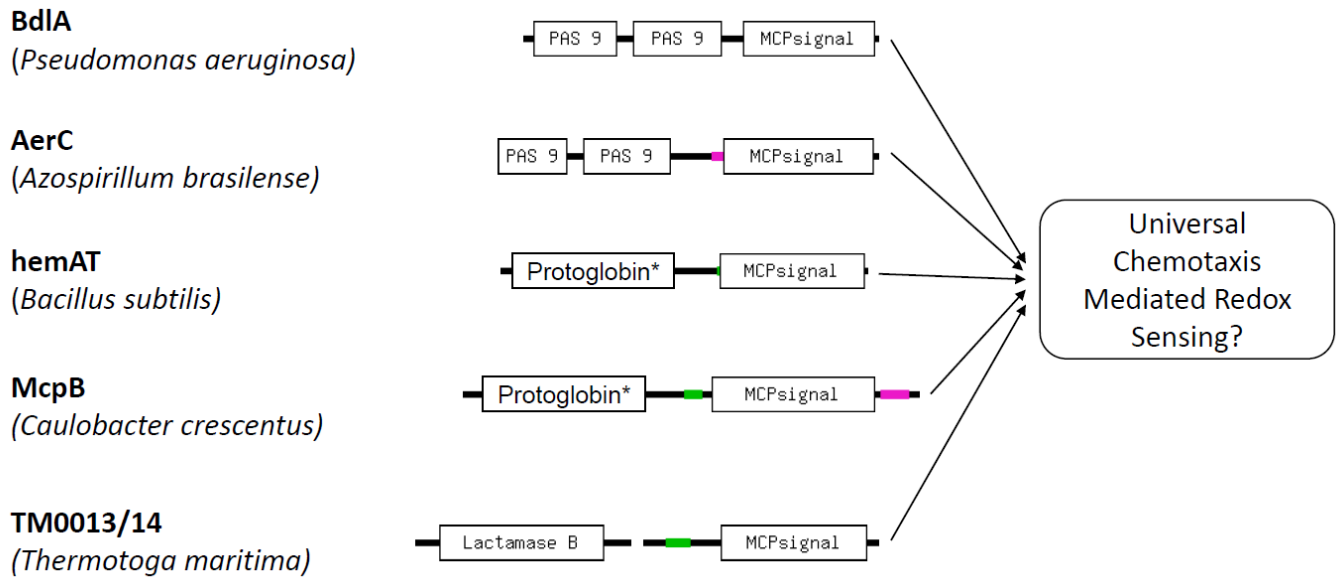 BdlA
(Pseudomonas aeruginosa)
PAS 9
PAS 9
MCPsignal
AerC
(Azospirillum brasilense)
PAS 9
PAS 9
MCPsignal
hemAT
(Bacillus subtilis)
Protoglobin*
MCPsignal
McpB
(Caulobacter crescentus)
Protoglobin*
MCPsignal
TM0013/14
(Thermotoga maritima)
Lactamase B
MCPsignal
Universal
Chemotaxis
Mediated Redox
Sensing?